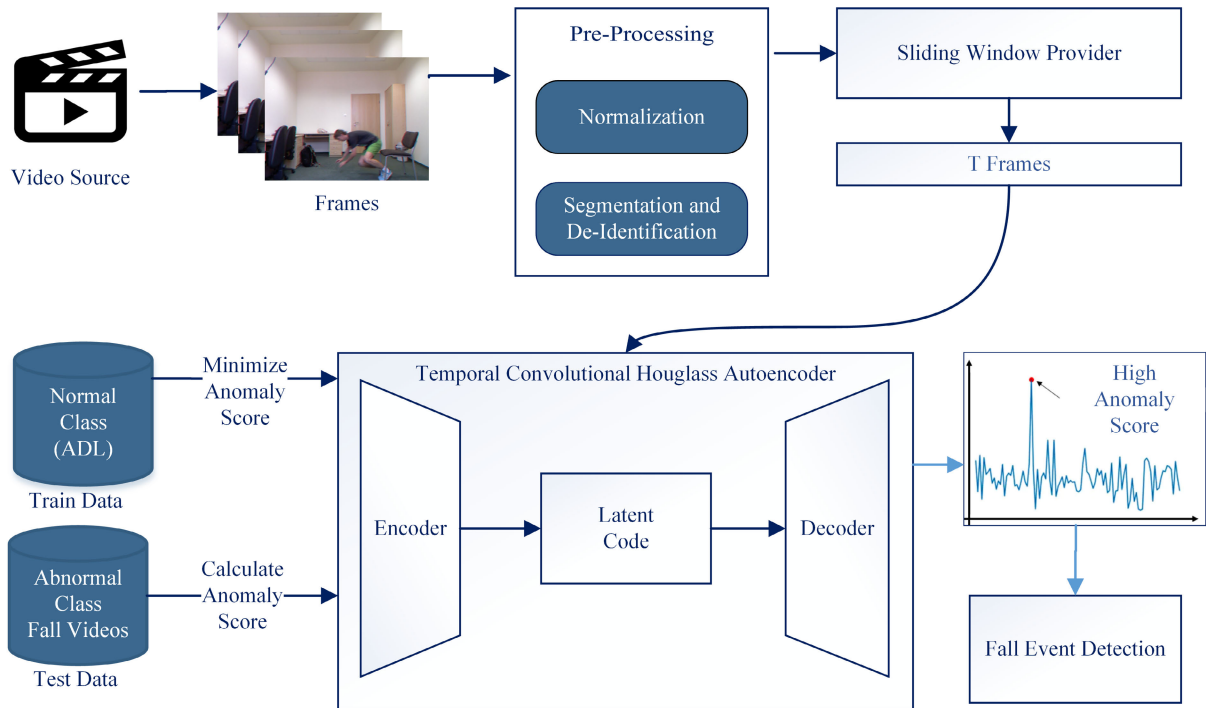 Video Source
Frames
Pre-Processing
Normalization
Segmentation and
De-Identification
Sliding Window Provider
T Frames
Normal
Class
(ADL)
Train Data
Minimize
Anomaly
Score
Abnormal
Class
Fall Videos
Test Data
Calculate
Anomaly
Score
Temporal Convolutional Houglass Autoencoder
Encoder
Latent
Code
Decoder
High
Anomaly
Score
Fall Event Detection